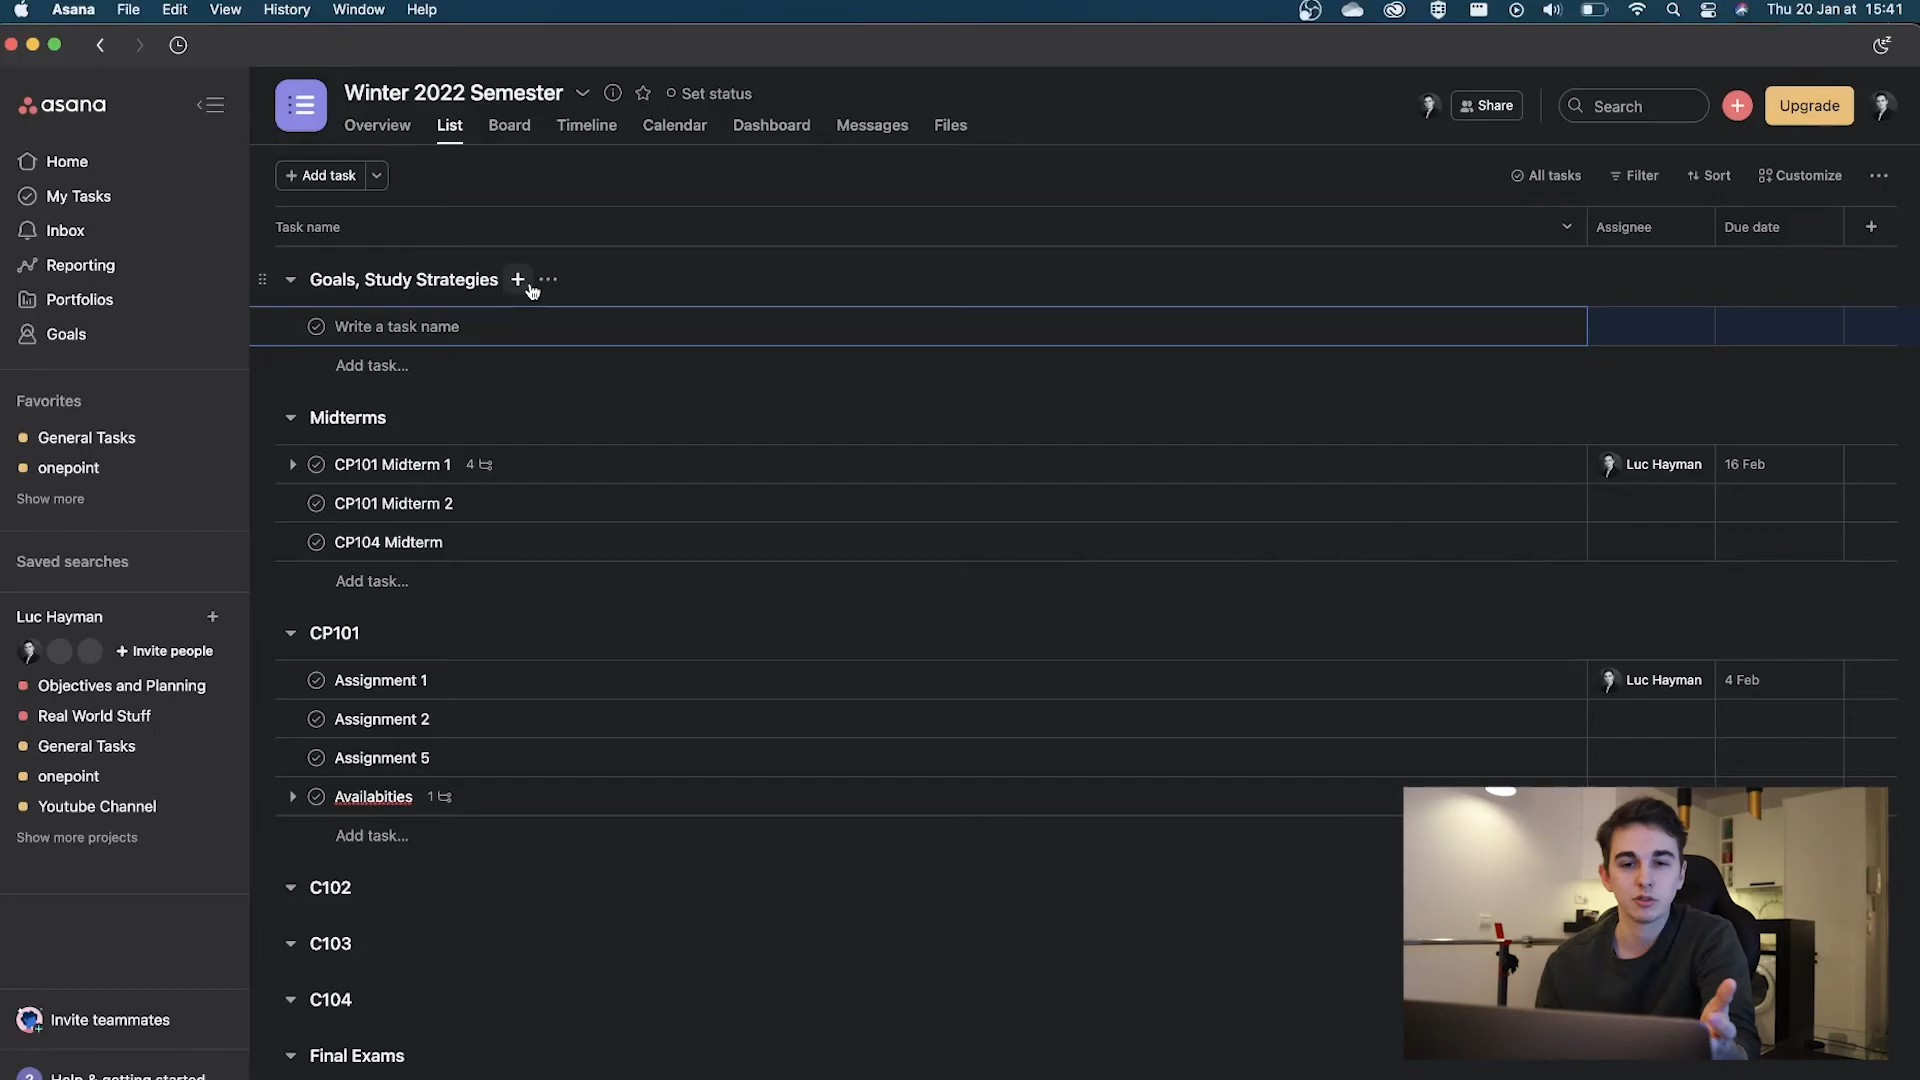 Asana File Edit View History Window Help
Thu 20 Jan at 15:41
asana
Home
My Tasks
Inbox
Reporting
Portfolios
Goals
Favorites
General Tasks
onepoint
Show more
Saved searches
Luc Hayman
Invite people
Objectives and Planning
Real World Stuff
General Tasks
onepoint
Youtube Channel
Show more projects
Invite teammates
Help & getting started
Winter 2022 Semester
Set status
Overview List Board Timeline Calendar Dashboard Messages Files
Share
Search
Upgrade
+ Add task
All tasks Filter Sort Customize
Task name Assignee Due date
Goals, Study Strategies
Write a task name
Add task...
Midterms
CP101 Midterm 1 4 Luc Hayman 16 Feb
CP101 Midterm 2
CP104 Midterm
Add task...
CP101
Assignment 1 Luc Hayman 4 Feb
Assignment 2
Assignment 5
Availabities 1
Add task...
C102
C103
C104
Final Exams